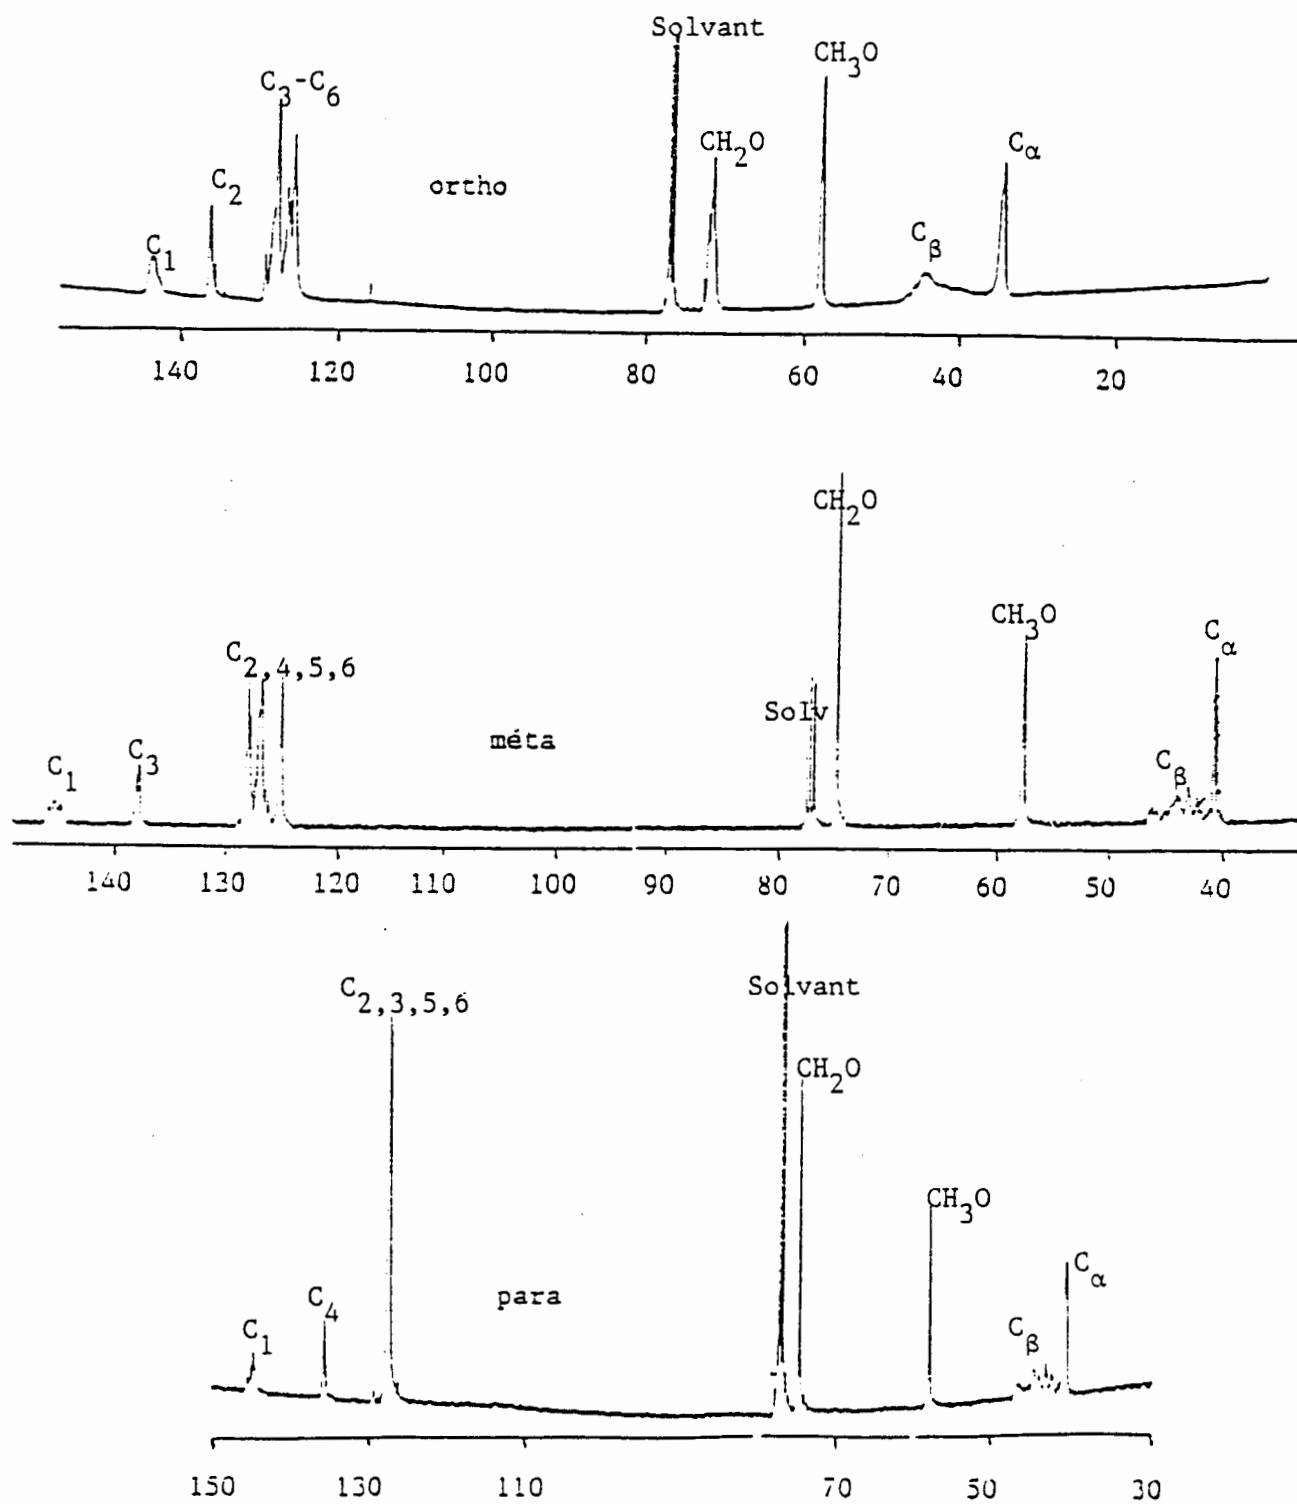 Solvant
CH3O
C3-C6
CH2O
Cα
C2
ortho
Cβ
C1
140 120 100 80 60 40 20
CH2O
CH3O
Cα
C2,4,5,6
Solv
méta
C3
Cβ
C1
140 130 120 110 100 90 80 70 60 50 40
C2,3,5,6
Solvant
CH2O
CH3O
Cα
C4
para
Cβ
C1
150 130 110 70 50 30